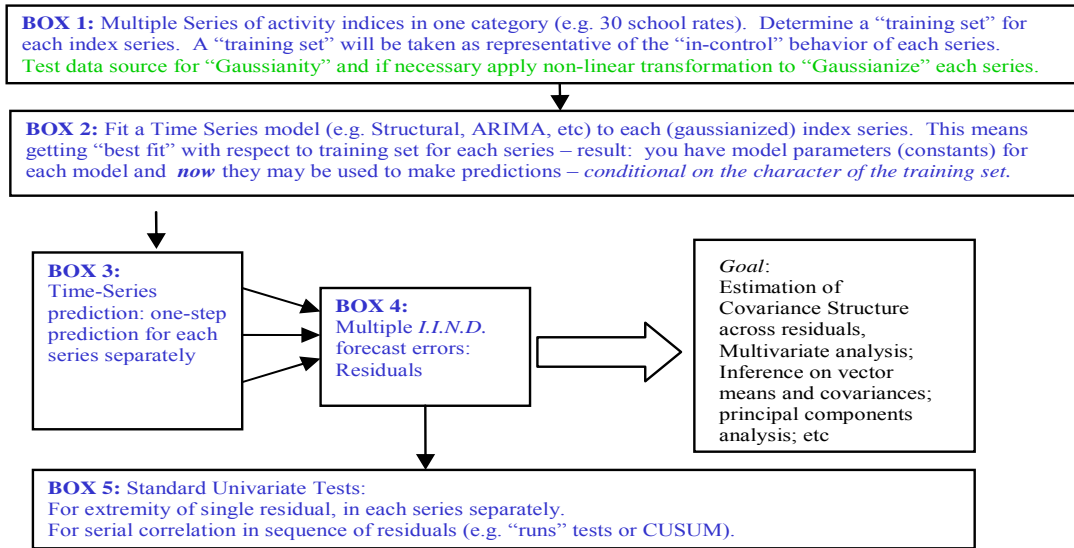 BOX 1: Multiple Series of activity indices in one category (e.g. 30 school rates). Determine a “training set” for
each index series. A “training set” will be taken as representative of the “in-control” behavior of each series.
Test data source for “Gaussianity” and if necessary apply non-linear transformation to “Gaussianize” each series.
BOX 2: Fit a Time Series model (e.g. Structural, ARIMA, etc) to each (gaussianized) index series. This means
getting “best fit” with respect to training set for each series – result: you have model parameters (constants) for
each model and now they may be used to make predictions – conditional on the character of the training set.
BOX 3:
Time-Series
prediction: one-step
prediction for each
series separately
BOX 4:
Multiple I.I.N.D.
forecast errors:
Residuals
Goal:
Estimation of
Covariance Structure
across residuals,
Multivariate analysis;
Inference on vector
means and covariances;
principal components
analysis; etc
BOX 5: Standard Univariate Tests:
For extremity of single residual, in each series separately.
For serial correlation in sequence of residuals (e.g. “runs” tests or CUSUM).